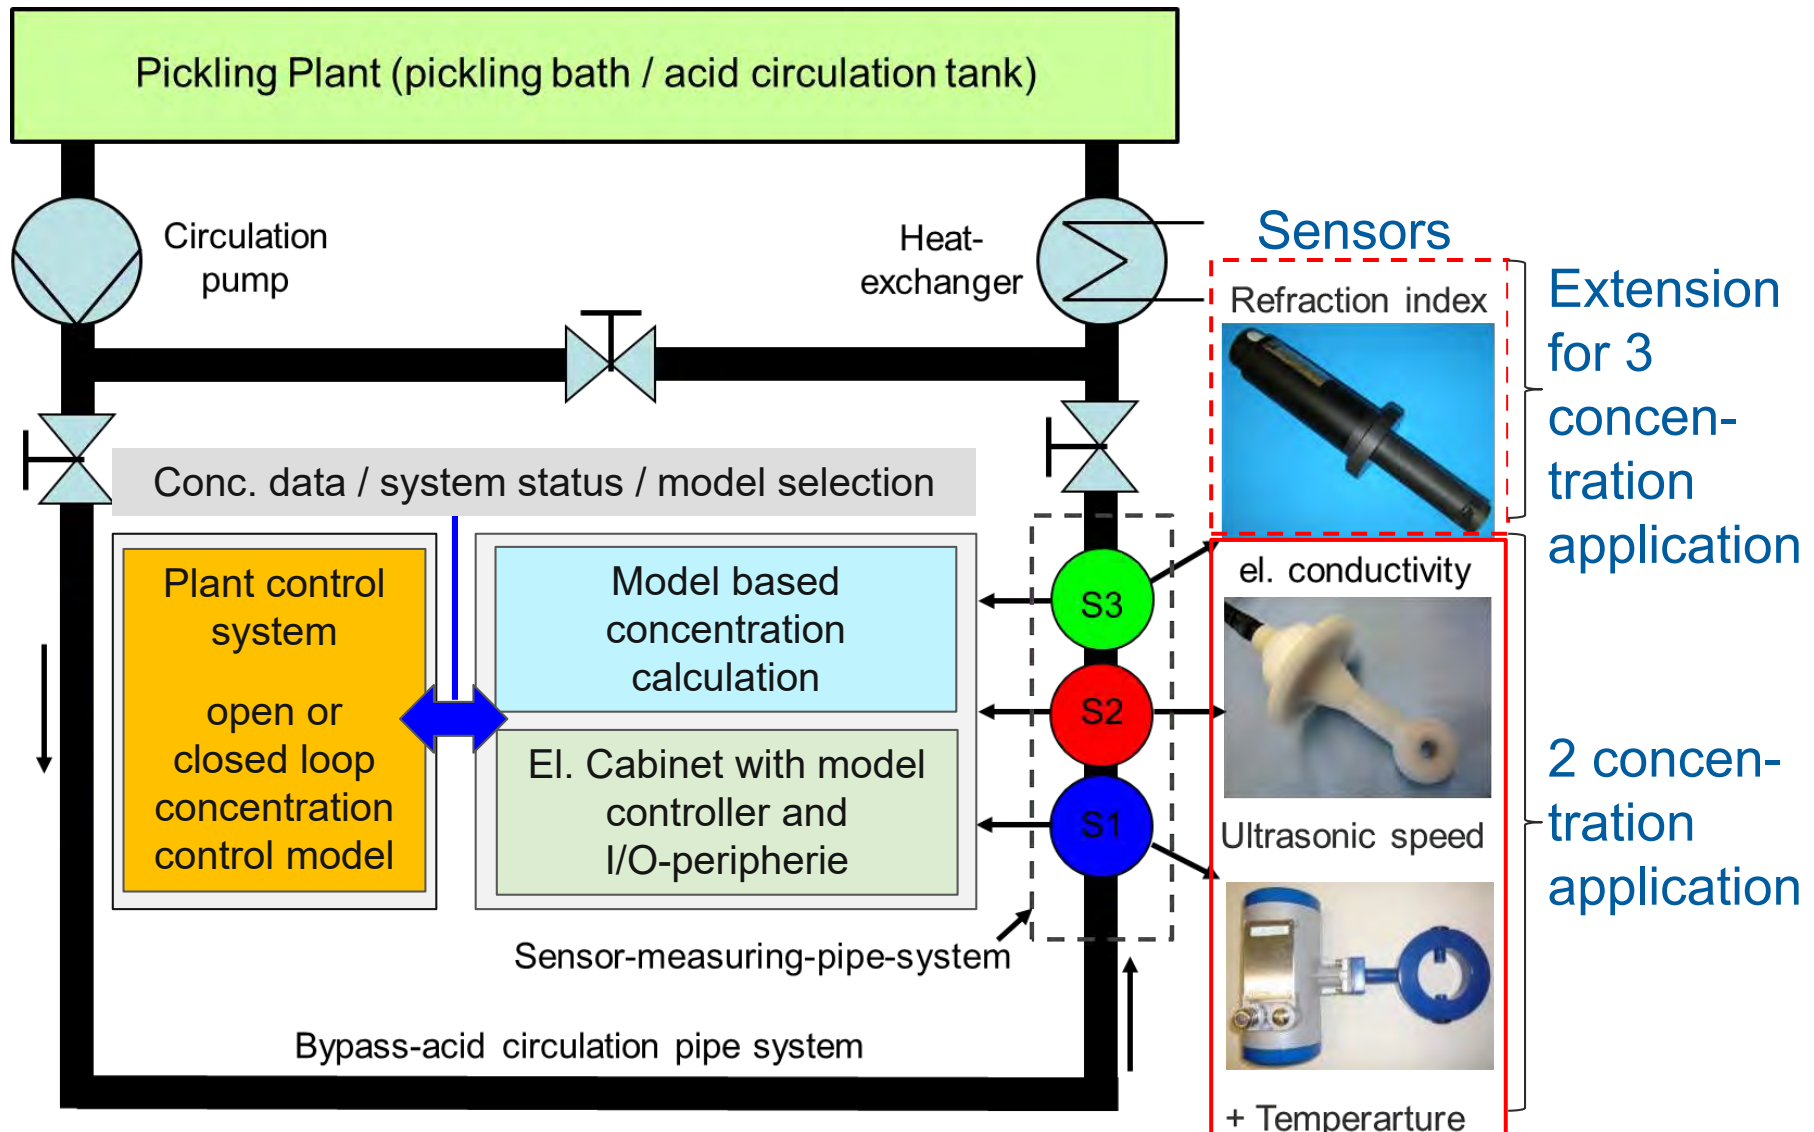 Pickling Plant (pickling bath / acid circulation tank)
Circulation
pump
Heat-
exchanger
Sensors
Refraction index
Extension
for 3
concen-
tration
application
Conc. data / system status / model selection
Plant control
system
open or
closed loop
concentration
control model
Model based
concentration
calculation
El. Cabinet with model
controller and
I/O-peripherie
S3
S2
S1
el. conductivity
Ultrasonic speed
+ Temperarture
2 concen-
tration
application
Sensor-measuring-pipe-system
Bypass-acid circulation pipe system